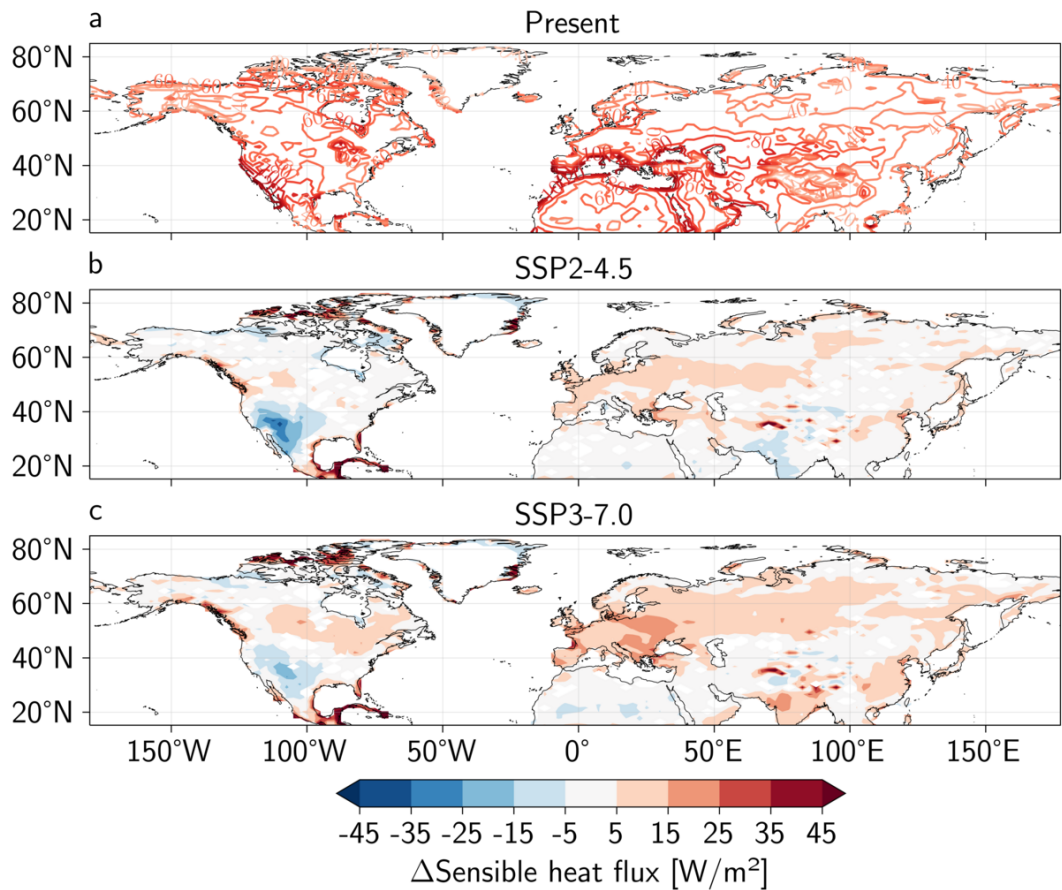 a
Present
80°N
60°N
40°N
20°N
b
SSP2-4.5
80°N
60°N
40°N
20°N
c
SSP3-7.0
80°N
60°N
40°N
20°N
150°W 100°W 50°W 0° 50°E 100°E 150°E
-45 -35 -25 -15 -5 5 15 25 35 45
ΔSensible heat flux [W/m²]